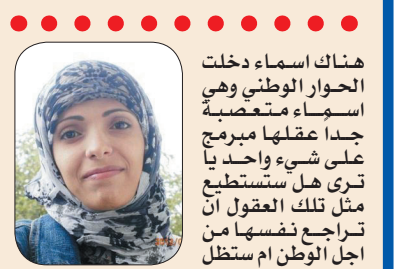 هناك اسماء دخلت
الحوار الوطني وهي
اسماء متعصبة
جداً عقلها مبرمج
على شيء واحد يا
ترى هل ستستطيع
مثل تلك العقول ان
تراجع نفسها من
اجل الوطن ام ستظل